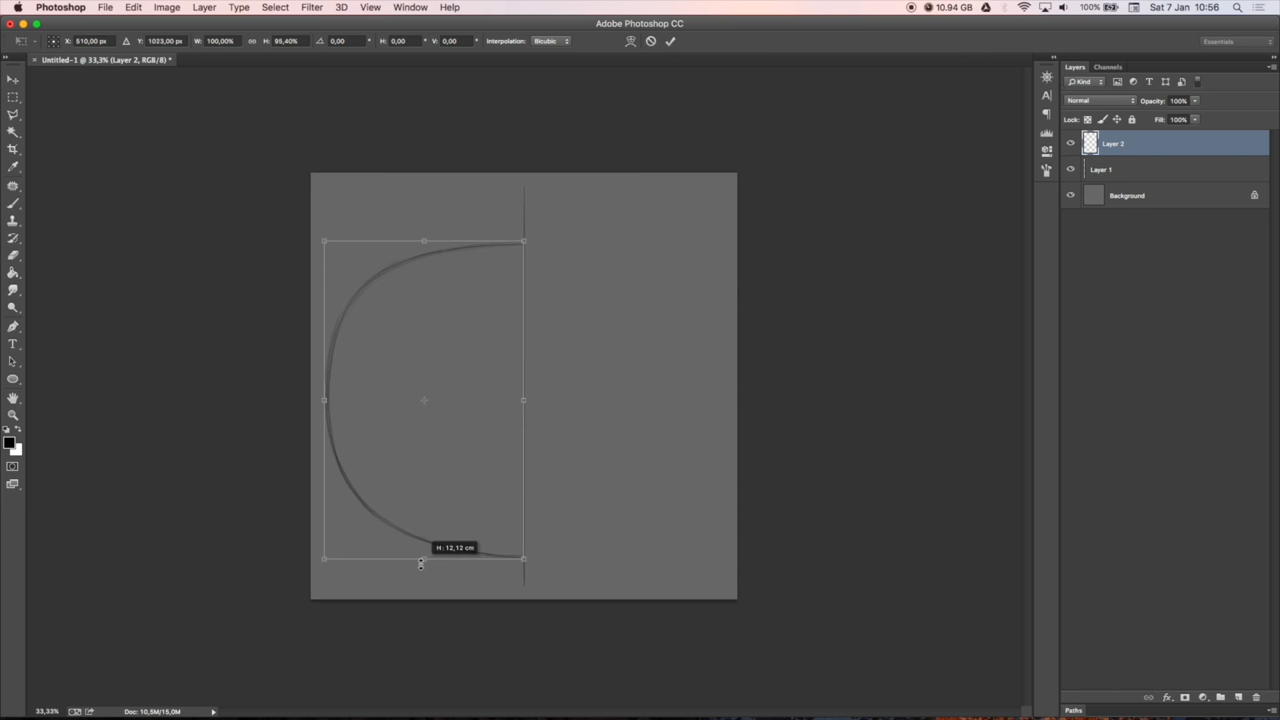 Photoshop File Edit Image Layer Type Select Filter 3D View Window Help 10.94 GB 100% Sat 7 Jan 10:56
Adobe Photoshop CC
X: 510,00 px Y: 1023,00 px W: 100,00% H: 95,40% 0,00 ° H: 0,00 ° V: 0,00 ° Interpolation: Bicubic Essentials
Untitled-1 @ 33,3% (Layer 2, RGB/8) *
Layers Channels
Kind
Normal Opacity: 100%
Lock: Fill: 100%
Layer 2
Layer 1
Background
H: 12,12 cm
33,33% Doc: 10,5M/15,0M
Paths